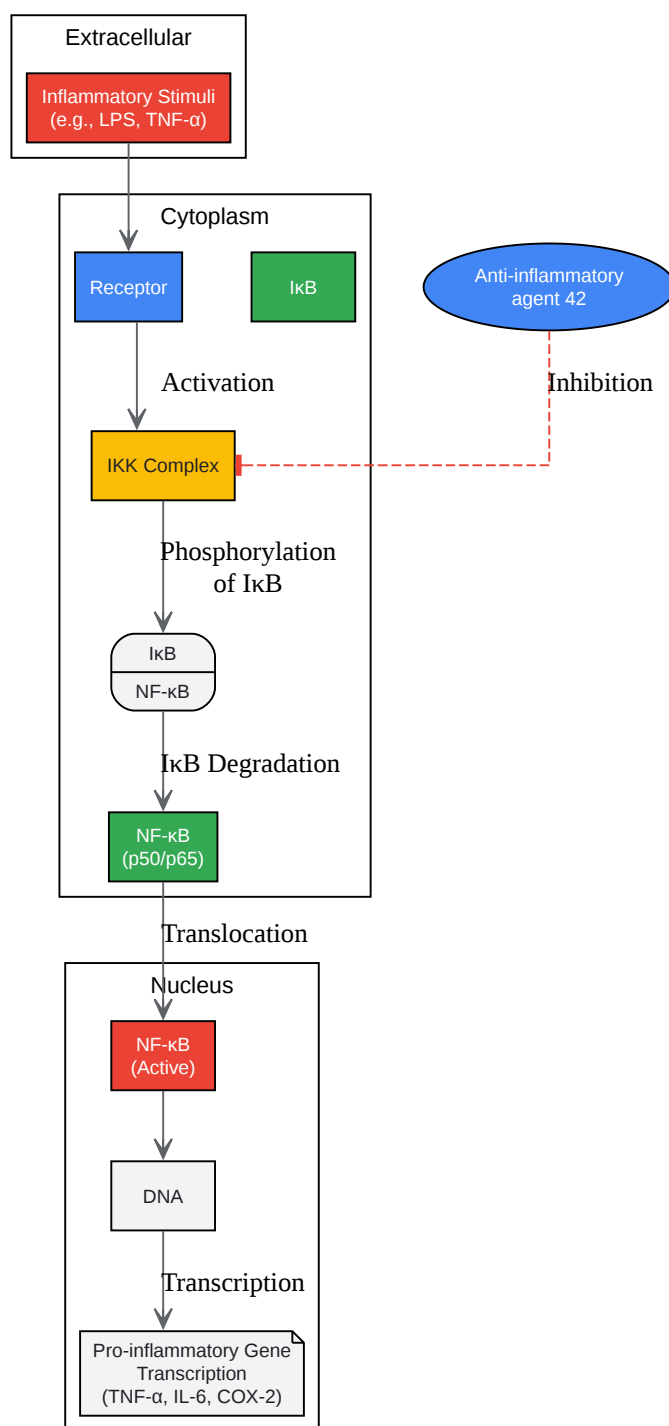 Extracellular
Inflammatory Stimuli
(e.g., LPS, TNF-α)
Cytoplasm
Receptor
IκB
Anti-inflammatory
agent 42
Activation
Inhibition
IKK Complex
Phosphorylation
of IκB
IκB
NF-κB
IκB Degradation
NF-κB
(p50/p65)
Translocation
Nucleus
NF-κB
(Active)
DNA
Transcription
Pro-inflammatory Gene
Transcription
(TNF-α, IL-6, COX-2)